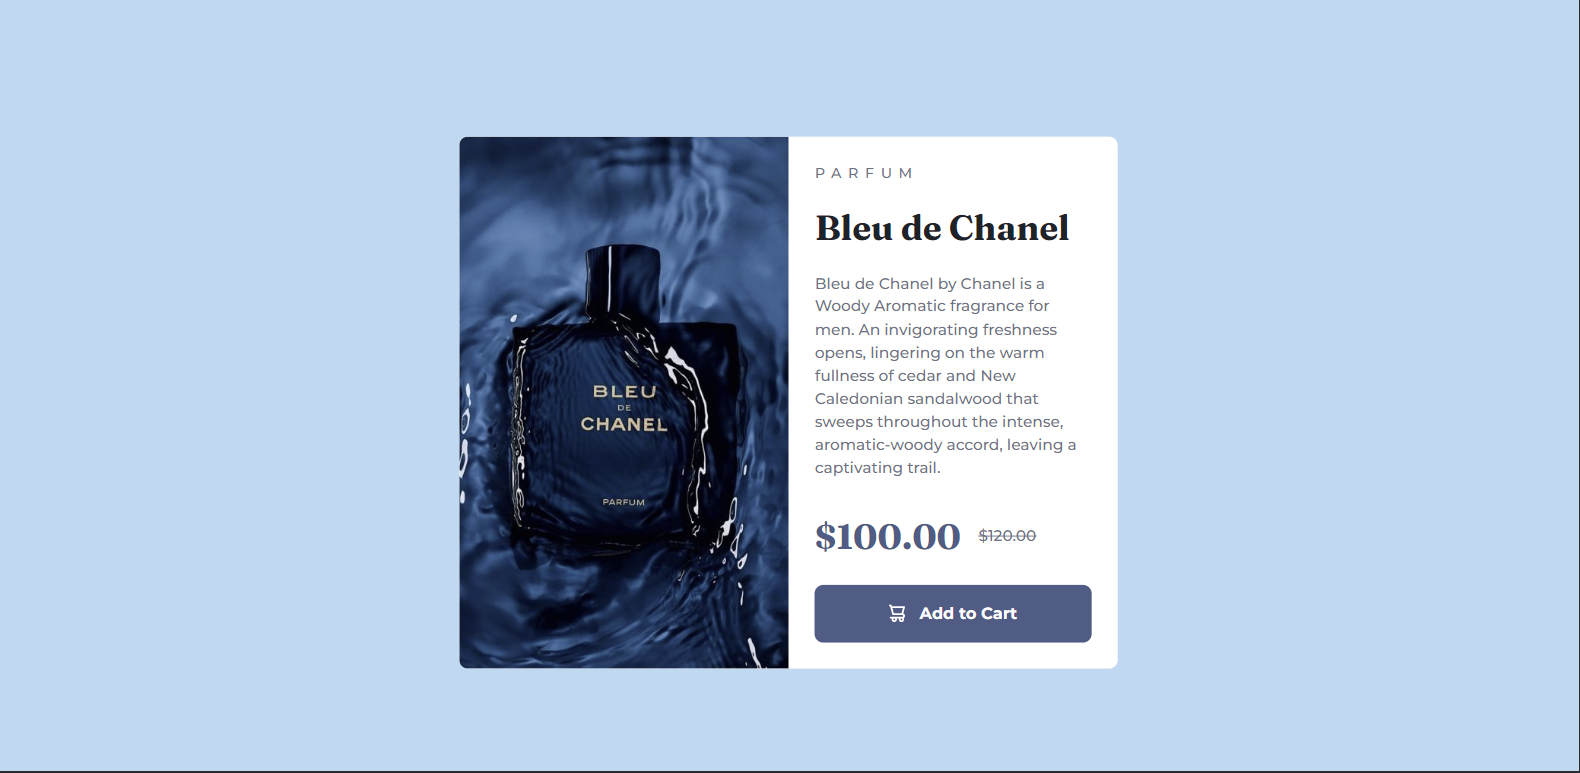 BLEU
DE
CHANEL
PARFUM
PARFUM
Bleu de Chanel
Bleu de Chanel by Chanel is a
Woody Aromatic fragrance for
men. An invigorating freshness
opens, lingering on the warm
fullness of cedar and New
Caledonian sandalwood that
sweeps throughout the intense,
aromatic-woody accord, leaving a
captivating trail.
$100.00 $120.00
Add to Cart